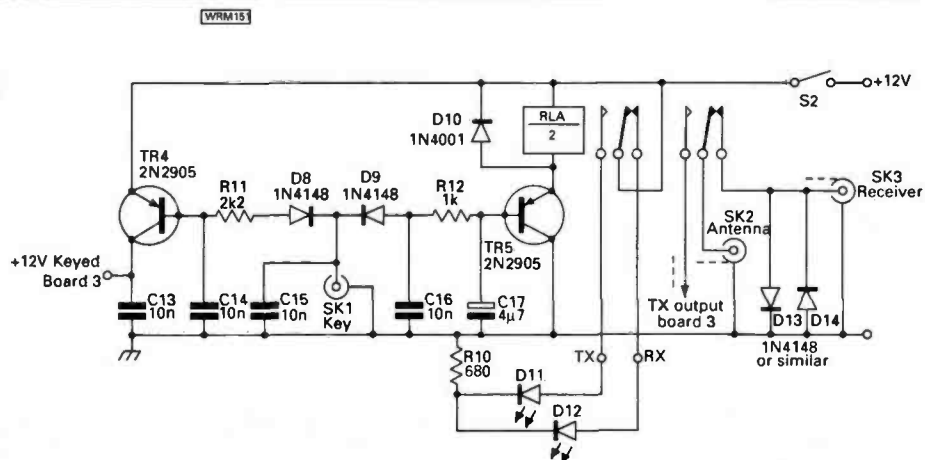 WRM151
+12V
S2
D10
1N4001
RLA
2
TR4
2N2905
R11
2k2
D8
1N4148
D9
1N4148
R12
1k
TR5
2N2905
SK3
Receiver
SK2
Antenna
+12V Keyed
Board 3
C13
10n
C14
10n
C15
10n
SK1
Key
C16
10n
C17
4μ7
TX output
board 3
D13
D14
1N4148
or similar
R10
680
TX
RX
D11
D12